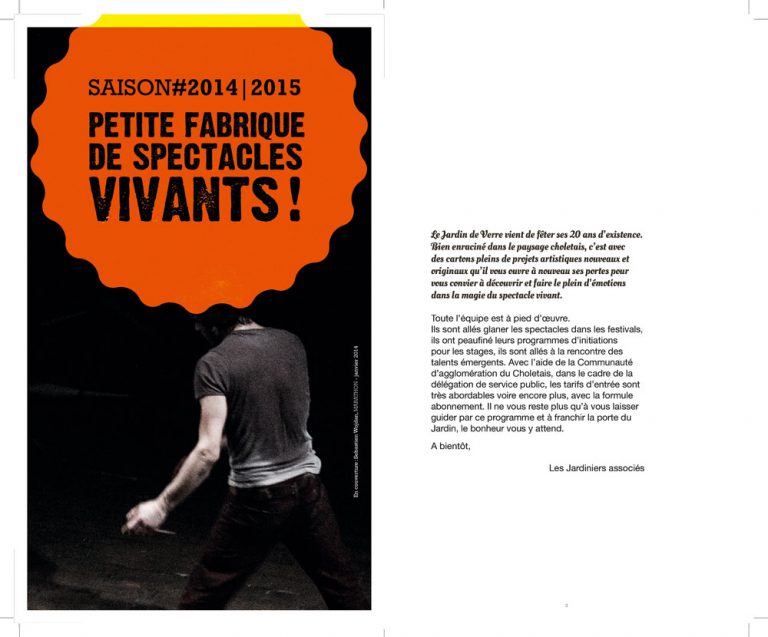 SAISON#2014|2015
PETITE FABRIQUE
DE SPECTACLES
VIVANTS !
En couverture : Sebastien Wojdan, MARATHON - janvier 2014
Le Jardin de Verre vient de fêter ses 20 ans d'existence.
Bien enraciné dans le paysage choletais, c'est avec
des cartons pleins de projets artistiques nouveaux et
originaux qu'il vous ouvre à nouveau ses portes pour
vous convier à découvrir et faire le plein d'émotions
dans la magie du spectacle vivant.
Toute l'équipe est à pied d'œuvre.
Ils sont allés glaner les spectacles dans les festivals,
ils ont peaufiné leurs programmes d'initiations
pour les stages, ils sont allés à la rencontre des
talents émergents. Avec l'aide de la Communauté
d'agglomération du Choletais, dans le cadre de la
délégation de service public, les tarifs d'entrée sont
très abordables voire encore plus, avec la formule
abonnement. Il ne vous reste plus qu'à vous laisser
guider par ce programme et à franchir la porte du
Jardin, le bonheur vous y attend.
A bientôt,
Les Jardiniers associés